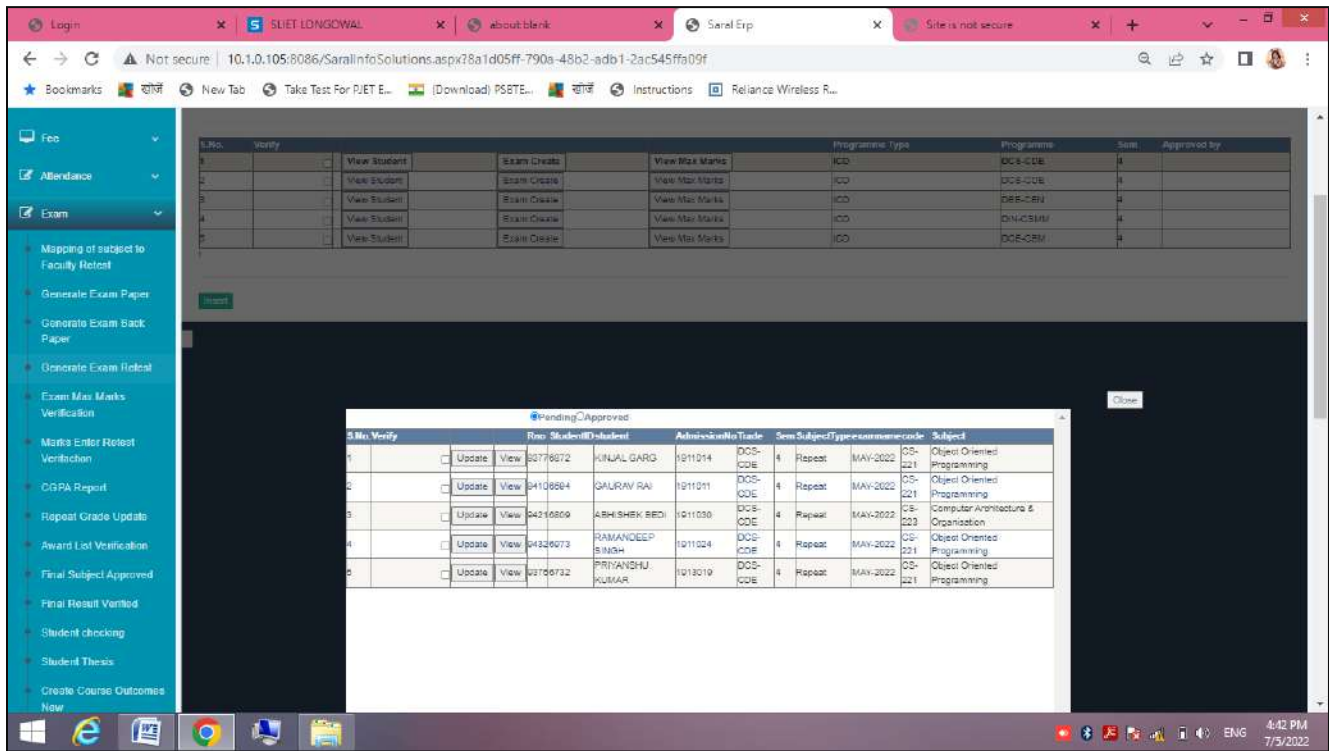 Login
SLIET LONGOWAL
about:blank
Saral Erp
Site is not secure
Not secure 10.1.0.105:8086/SaralInfoSolutions.aspx?8a1d05ff-790a-48b2-adb1-2ac545ffa09f
Bookmarks खोजें New Tab Take Test For PJET E... [Download) PSBTE... खोजें Instructions Reliance Wireless R...
Fee
Attendance
Exam
Mapping of subject to
Faculty Retest
Generate Exam Paper
Generate Exam Back
Paper
Generate Exam Retest
Exam Max Marks
Verification
Marks Enter Retest
Verifaction
CGPA Report
Repeat Grade Update
Award List Verification
Final Subject Approved
Final Result Verified
Student checking
Student Thesis
Create Course Outcomes
New
S.No. Verify Programme Type Programme Sem Approved by
1 View Student Exam Create View Max Marks ICD DCS-CDE 4
2 View Student Exam Create View Max Marks ICD DCS-CDE 4
3 View Student Exam Create View Max Marks ICD 4
4 View Student Exam Create View Max Marks ICD 4
5 View Student Exam Create View Max Marks ICD 4
Insert
Close
Pending Approved
S.No. Verify Rno StudentID student AdmissionNo Trade Sem SubjectType examname code Subject
1 Update View KINJAL GARG 1911014 DCS-CDE 4 Repeat MAY-2022 CS-221 Object Oriented Programming
2 Update View GAURAV RAI 1911011 DCS-CDE 4 Repeat MAY-2022 CS-221 Object Oriented Programming
3 Update View ABHISHEK BEDI 1911030 DCS-CDE 4 Repeat MAY-2022 CS-223 Computer Architecture & Organisation
4 Update View RAMANDEEP SINGH 1911024 DCS-CDE 4 Repeat MAY-2022 CS-221 Object Oriented Programming
5 Update View PRIYANSHU KUMAR 1913019 DCS-CDE 4 Repeat MAY-2022 CS-221 Object Oriented Programming
ENG
4:42 PM
7/5/2022